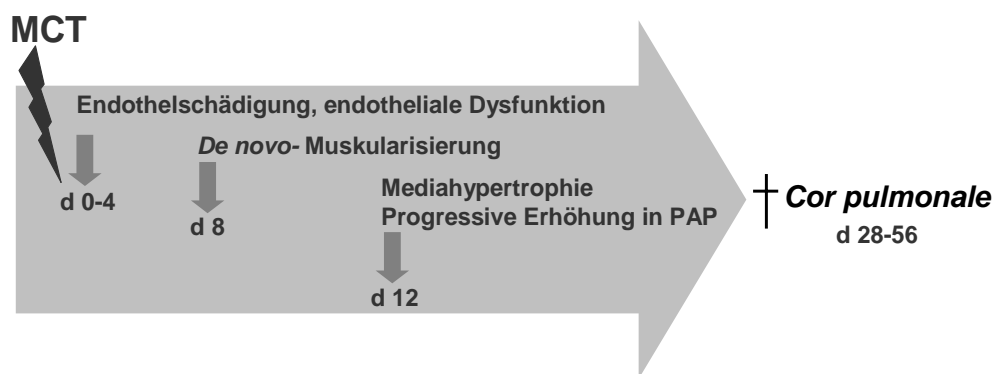 MCT
Endothelschädigung, endotheliale Dysfunktion
De novo- Muskularisierung
Mediahypertrophie
Progressive Erhöhung in PAP
d 0-4
d 8
d 12
† Cor pulmonale
d 28-56